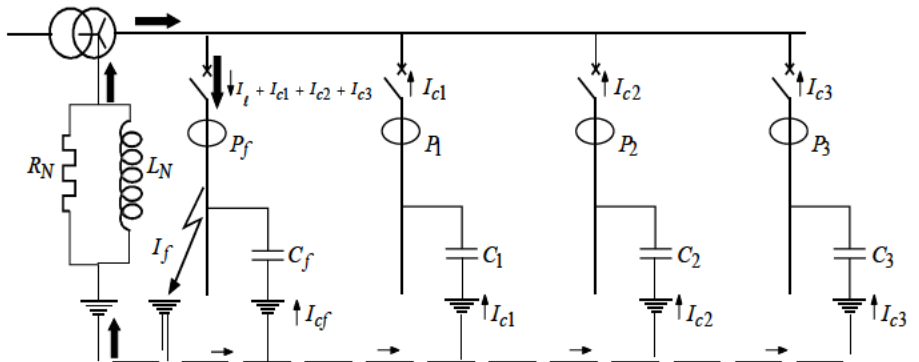 I_ℓ + I_c1 + I_c2 + I_c3
I_c1
I_c2
I_c3
P_f
P_1
P_2
P_3
R_N
L_N
I_f
C_f
C_1
C_2
C_3
I_cf
I_c1
I_c2
I_c3